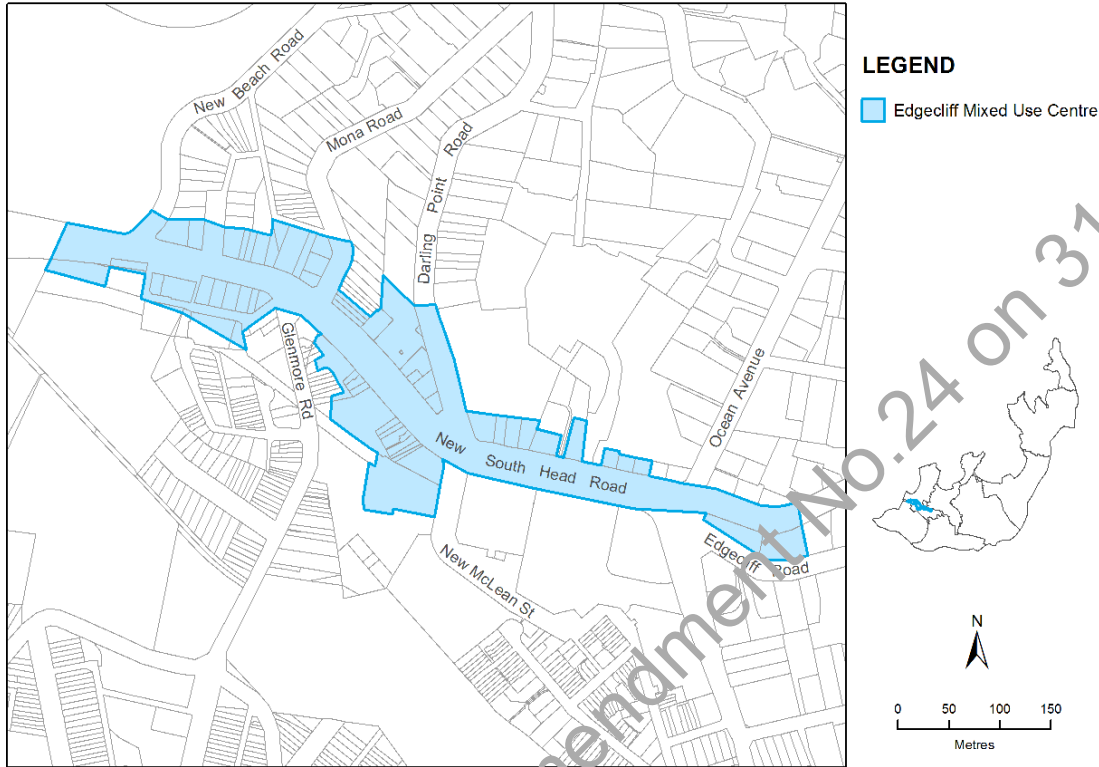 New Beach Road
Mona Road
Darling Point Road
Glenmore Rd
Ocean Avenue
New South Head Road
Edgecliff Road
New McLean St
LEGEND
Edgecliff Mixed Use Centre
endment No.24 on 31
N
0 50 100 150
Metres